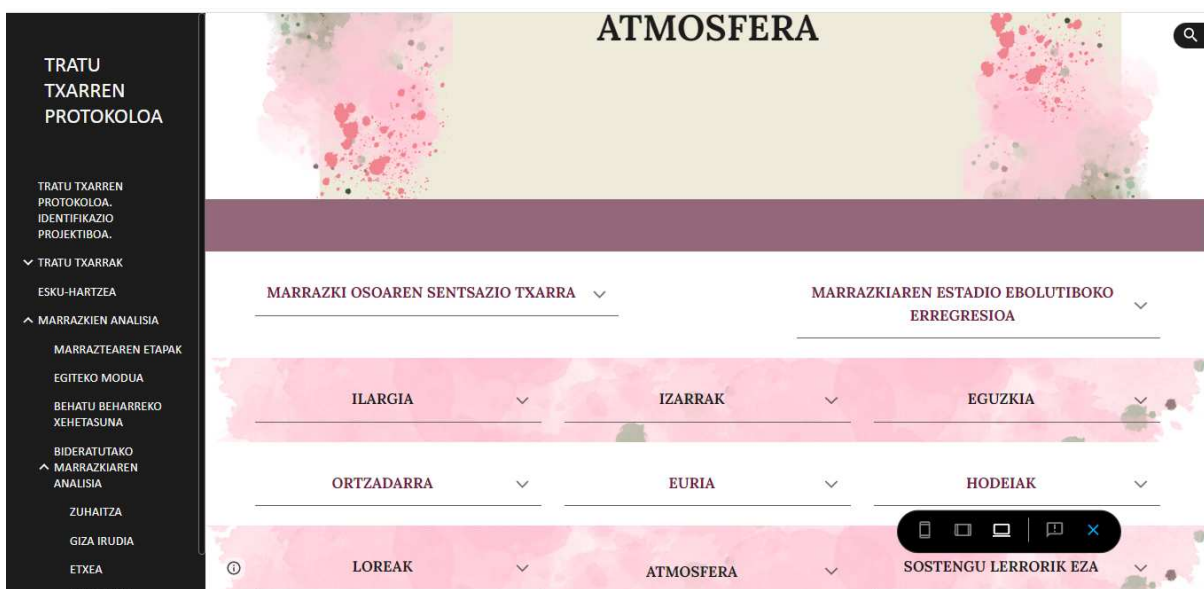 TRATU
TXARREN
PROTOKOLOA
TRATU TXARREN
PROTOKOLOA.
IDENTIFIKAZIO
PROJEKTIBOA.
TRATU TXARRAK
ESKU-HARTZEA
MARRAZKIEN ANALISIA
MARRAZTEAREN ETAPAK
EGITEKO MODUA
BEHATU BEHARREKO
XEHETASUNA
BIDERATUTAKO
MARRAZKIAREN
ANALISIA
ZUHAITZA
GIZA IRUDIA
ETXEA
ATMOSFERA
MARRAZKI OSOAREN SENTSAZIO TXARRA
MARRAZKIAREN ESTADIO EBOLUTIBOKO
ERREGRESIOA
ILARGIA
IZARRAK
EGUZKIA
ORTZADARRA
EURIA
HODEIAK
LOREAK
ATMOSFERA
SOSTENGU LERRORIK EZA